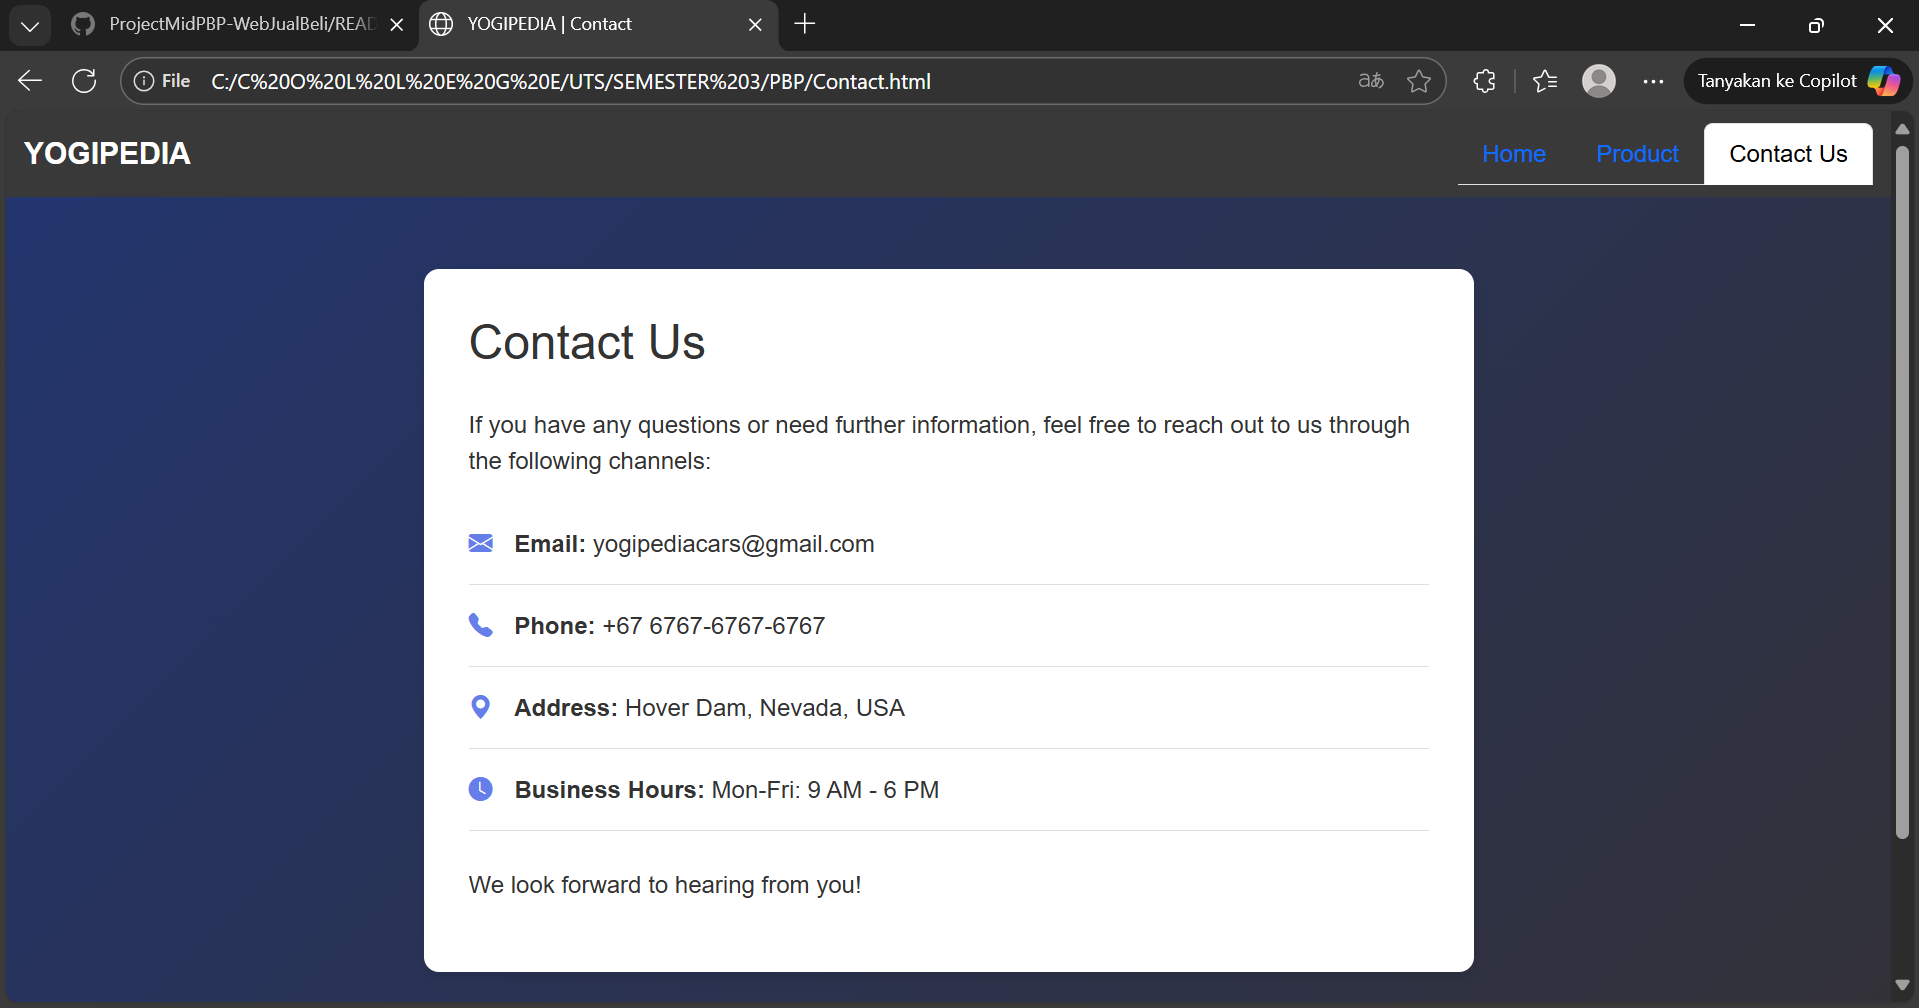 ProjectMidPBP-WebJualBeli/READ
YOGIPEDIA | Contact
File C:/C%20O%20L%20L%20E%20G%20E/UTS/SEMESTER%203/PBP/Contact.html
aあ
Tanyakan ke Copilot
YOGIPEDIA
Home
Product
Contact Us
Contact Us
If you have any questions or need further information, feel free to reach out to us through
the following channels:
Email: yogipediacars@gmail.com
Phone: +67 6767-6767-6767
Address: Hover Dam, Nevada, USA
Business Hours: Mon-Fri: 9 AM - 6 PM
We look forward to hearing from you!